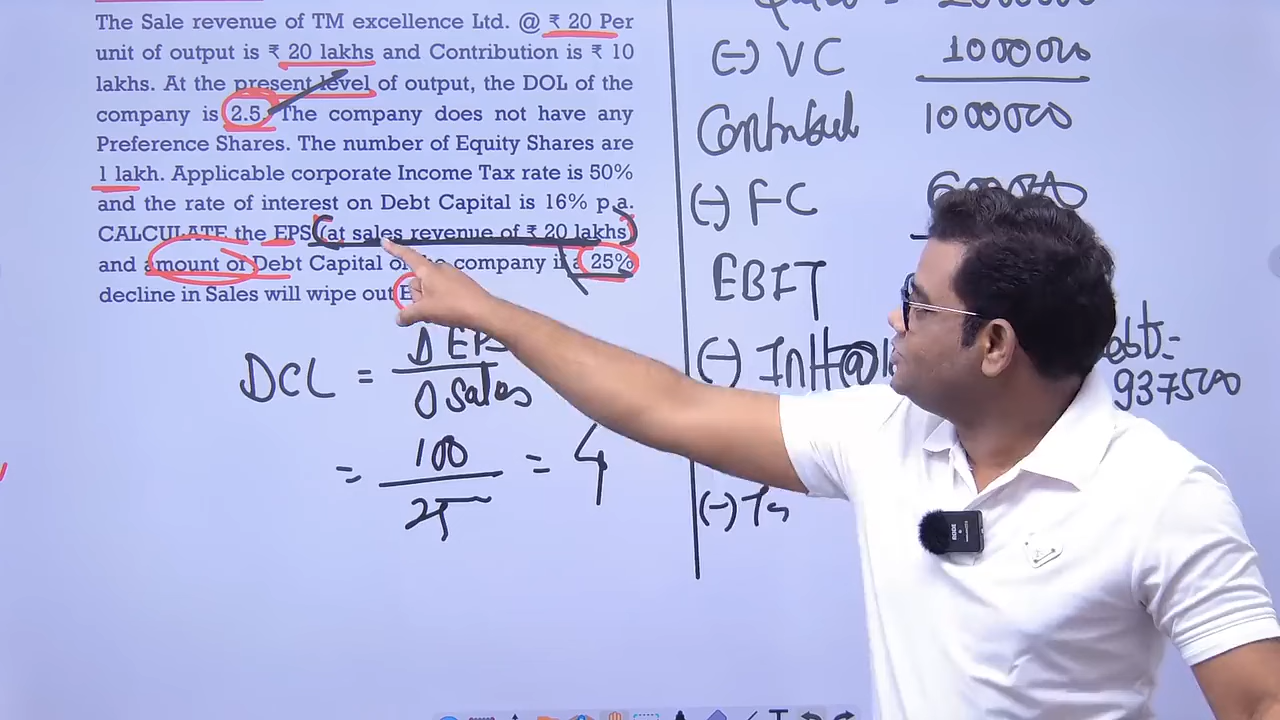 The Sale revenue of TM excellence Ltd. @ ₹ 20 Per
unit of output is ₹ 20 lakhs and Contribution is ₹ 10
lakhs. At the present level of output, the DOL of the
company is 2.5. The company does not have any
Preference Shares. The number of Equity Shares are
1 lakh. Applicable corporate Income Tax rate is 50%
and the rate of interest on Debt Capital is 16% p.a.
CALCULATE the EPS (at sales revenue of ₹ 20 lakhs)
and amount of Debt Capital of the company if a 25%
decline in Sales will wipe out
DCL = Δ EPS
Δ Sales
= 100 = 4
25
(-) VC 1000000
1000000
(-) FC 600000
EBIT
(-) Int@1
937500
(-) T